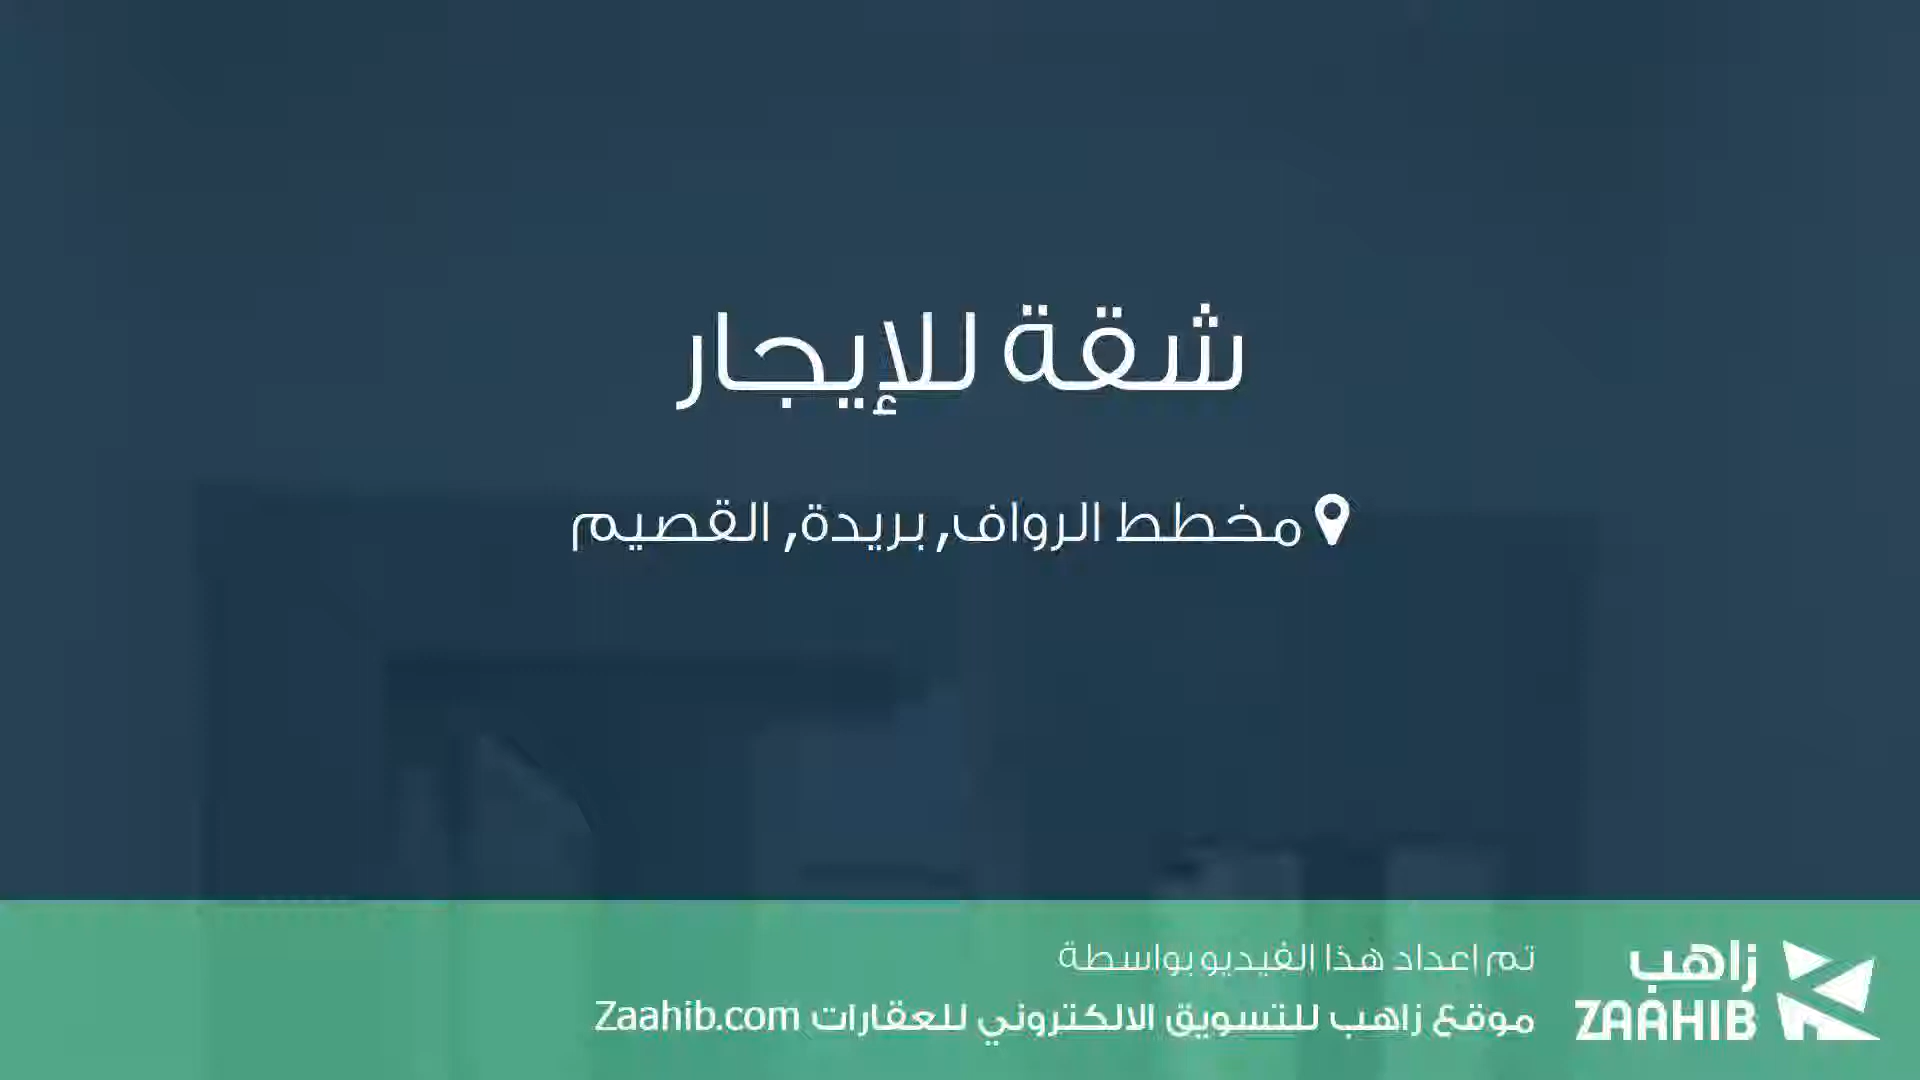 شقة للإيجار
مخطط الرواف, بريدة, القصيم
تم اعداد هذا الفيديو بواسطة
موقع زاهب للتسويق الالكتروني للعقارات Zaahib.com
زاهب
ZAAHIB